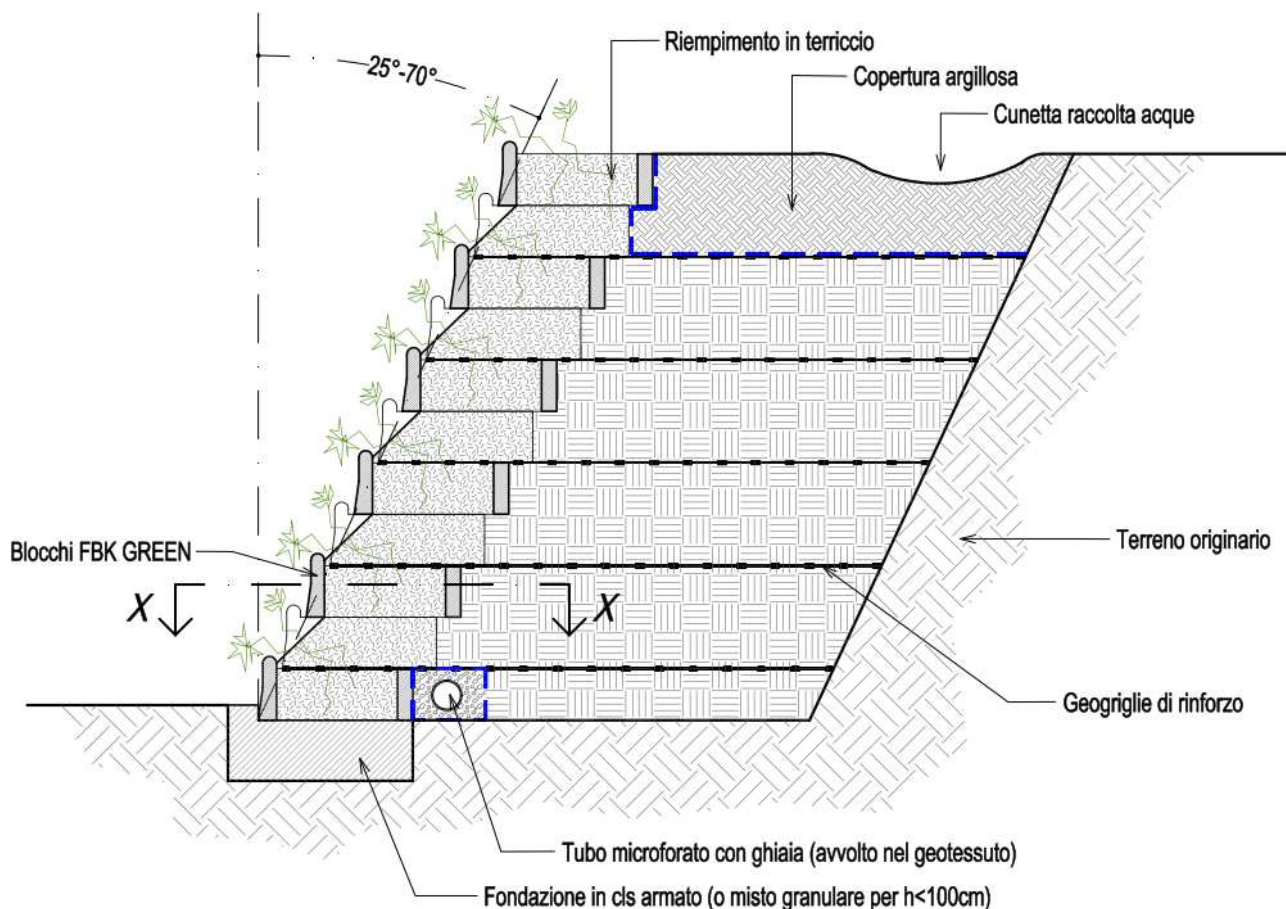 Riempimento in terriccio
25°-70°
Copertura argillosa
Cunetta raccolta acque
Blocchi FBK GREEN
Terreno originario
X X
Geogriglie di rinforzo
Tubo microforato con ghiaia (avvolto nel geotessuto)
Fondazione in cls armato (o misto granulare per h<100cm)